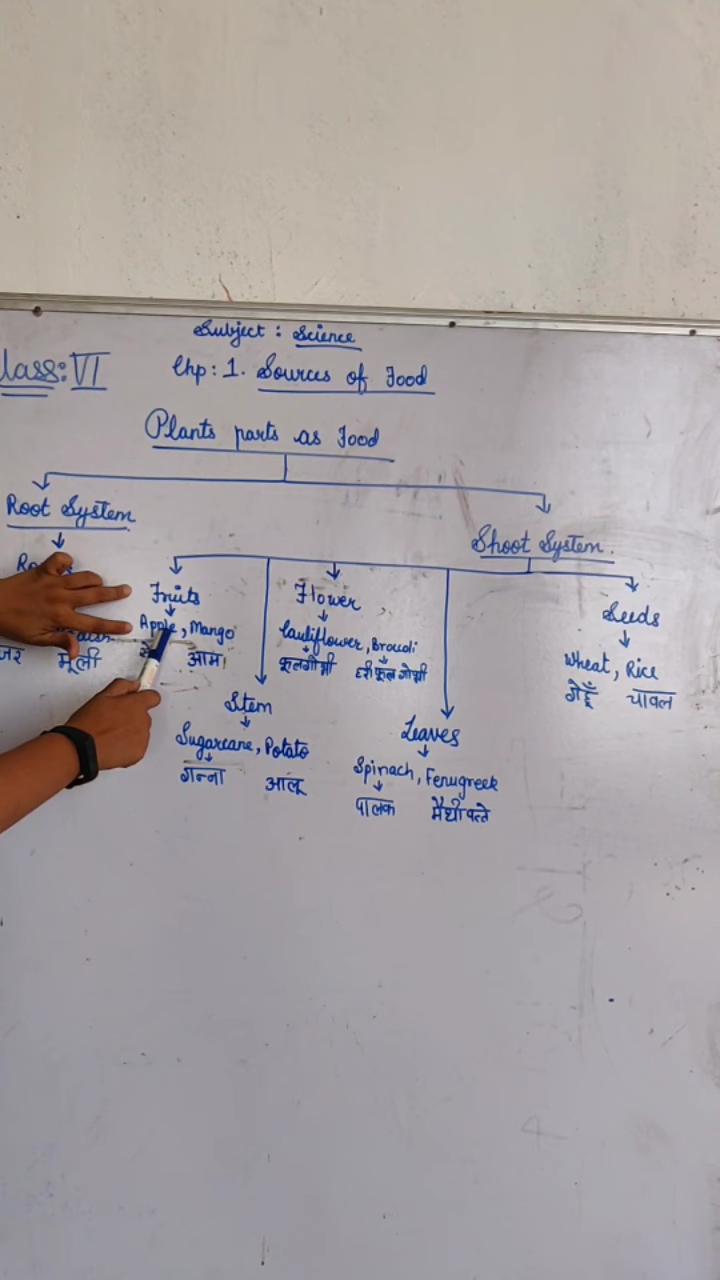 Subject : Science
Class: VI
Chp : 1. Sources of Food
Plants parts as Food
Root System
Shoot System.
Fruits
Apple, Mango
आम
Flower
Cauliflower, Brocoli
फूलगोभी हरी फूल गोभी
Seeds
Wheat, Rice
गेहूँ चावल
मूली
Stem
Sugarcane, Potato
गन्ना आलू
Leaves
Spinach, Fenugreek
पालक मैथी पत्ते